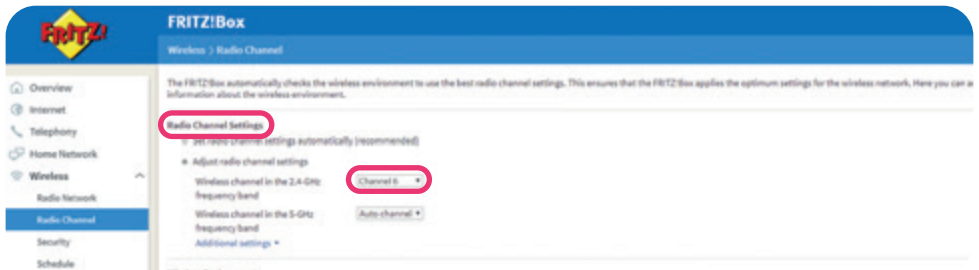 FRITZ!
FRITZ!Box
Wireless > Radio Channel
Overview
Internet
Telephony
Home Network
Wireless
Radio Network
Radio Channel
Security
Schedule
The FRITZ!Box automatically checks the wireless environment to use the best radio channel settings. This ensures that the FRITZ!Box applies the optimum settings for the wireless network. Here you can a
information about the wireless environment.
Radio Channel Settings
Set radio channel settings automatically (recommended)
Adjust radio channel settings
Wireless channel in the 2.4-GHz
frequency band
Channel 6
Wireless channel in the 5-GHz
frequency band
Auto channel
Additional settings